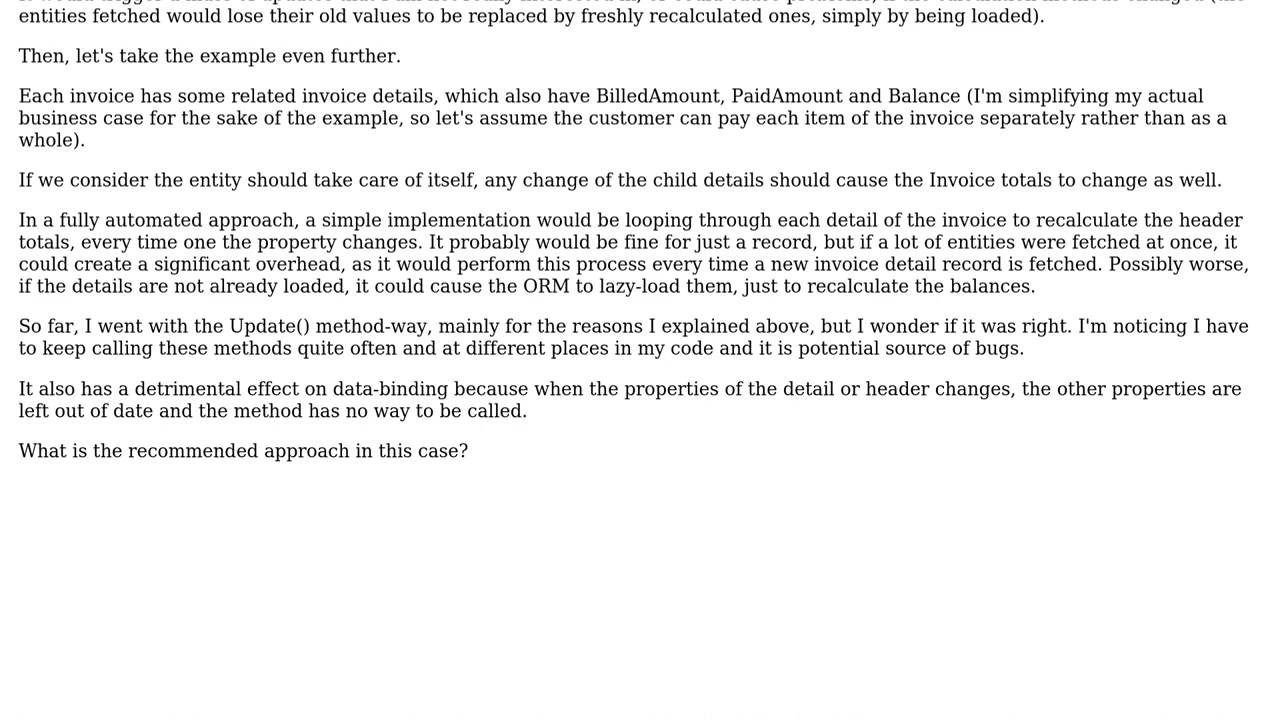 entities fetched would lose their old values to be replaced by freshly recalculated ones, simply by being loaded).
Then, let's take the example even further.
Each invoice has some related invoice details, which also have BilledAmount, PaidAmount and Balance (I'm simplifying my actual
business case for the sake of the example, so let's assume the customer can pay each item of the invoice separately rather than as a
whole).
If we consider the entity should take care of itself, any change of the child details should cause the Invoice totals to change as well.
In a fully automated approach, a simple implementation would be looping through each detail of the invoice to recalculate the header
totals, every time one the property changes. It probably would be fine for just a record, but if a lot of entities were fetched at once, it
could create a significant overhead, as it would perform this process every time a new invoice detail record is fetched. Possibly worse,
if the details are not already loaded, it could cause the ORM to lazy-load them, just to recalculate the balances.
So far, I went with the Update() method-way, mainly for the reasons I explained above, but I wonder if it was right. I'm noticing I have
to keep calling these methods quite often and at different places in my code and it is potential source of bugs.
It also has a detrimental effect on data-binding because when the properties of the detail or header changes, the other properties are
left out of date and the method has no way to be called.
What is the recommended approach in this case?